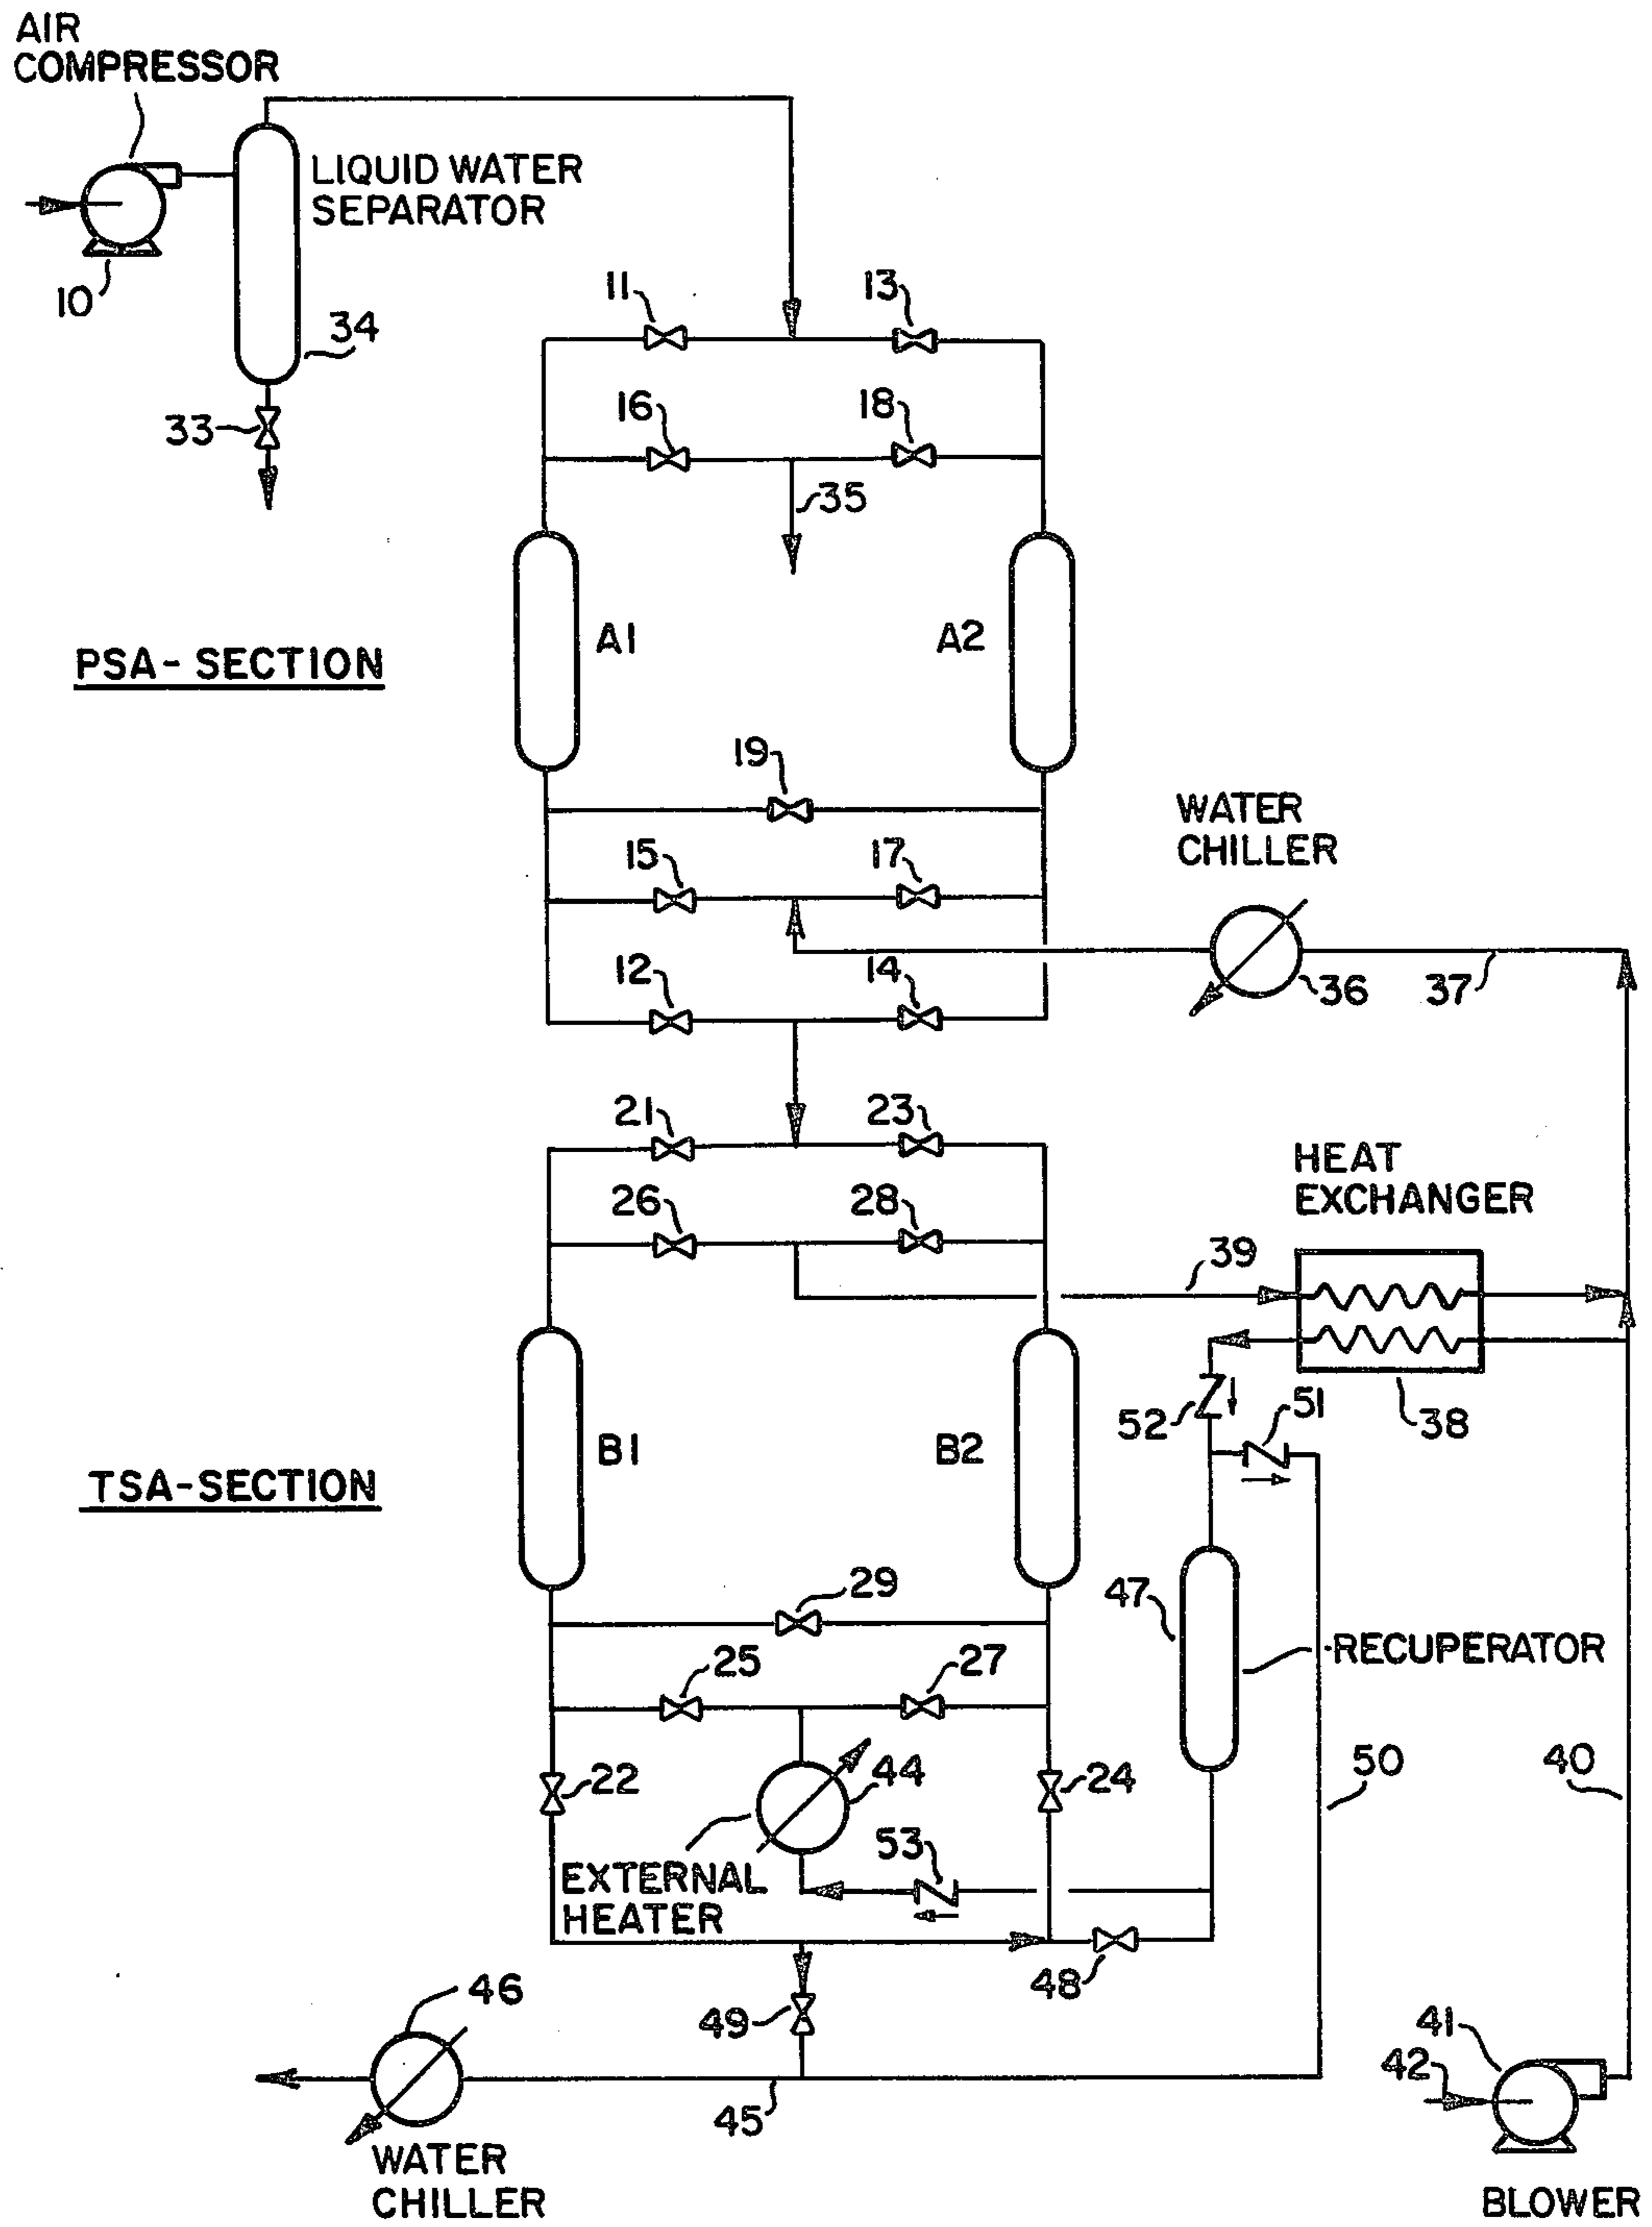 AIR
COMPRESSOR
LIQUID WATER
SEPARATOR
10
34
33
11
13
16
18
35
A1
A2
PSA- SECTION
19
WATER
CHILLER
15
17
12
14
36
37
21
23
HEAT
EXCHANGER
26
28
39
52
51
38
B1
B2
TSA-SECTION
29
47
RECUPERATOR
25
27
22
44
24
50
40
53
EXTERNAL
HEATER
48
46
49
41
42
45
WATER
CHILLER
BLOWER